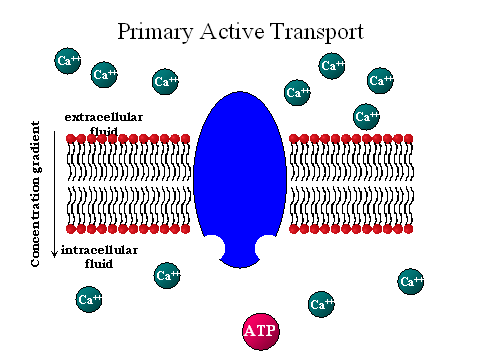 Primary Active Transport
Ca++
Ca++
Ca++
Ca++
Ca++
Ca++
Ca++
extracellular
fluid
Concentration gradient
intracellular
fluid
Ca++
Ca++
Ca++
Ca++
ATP